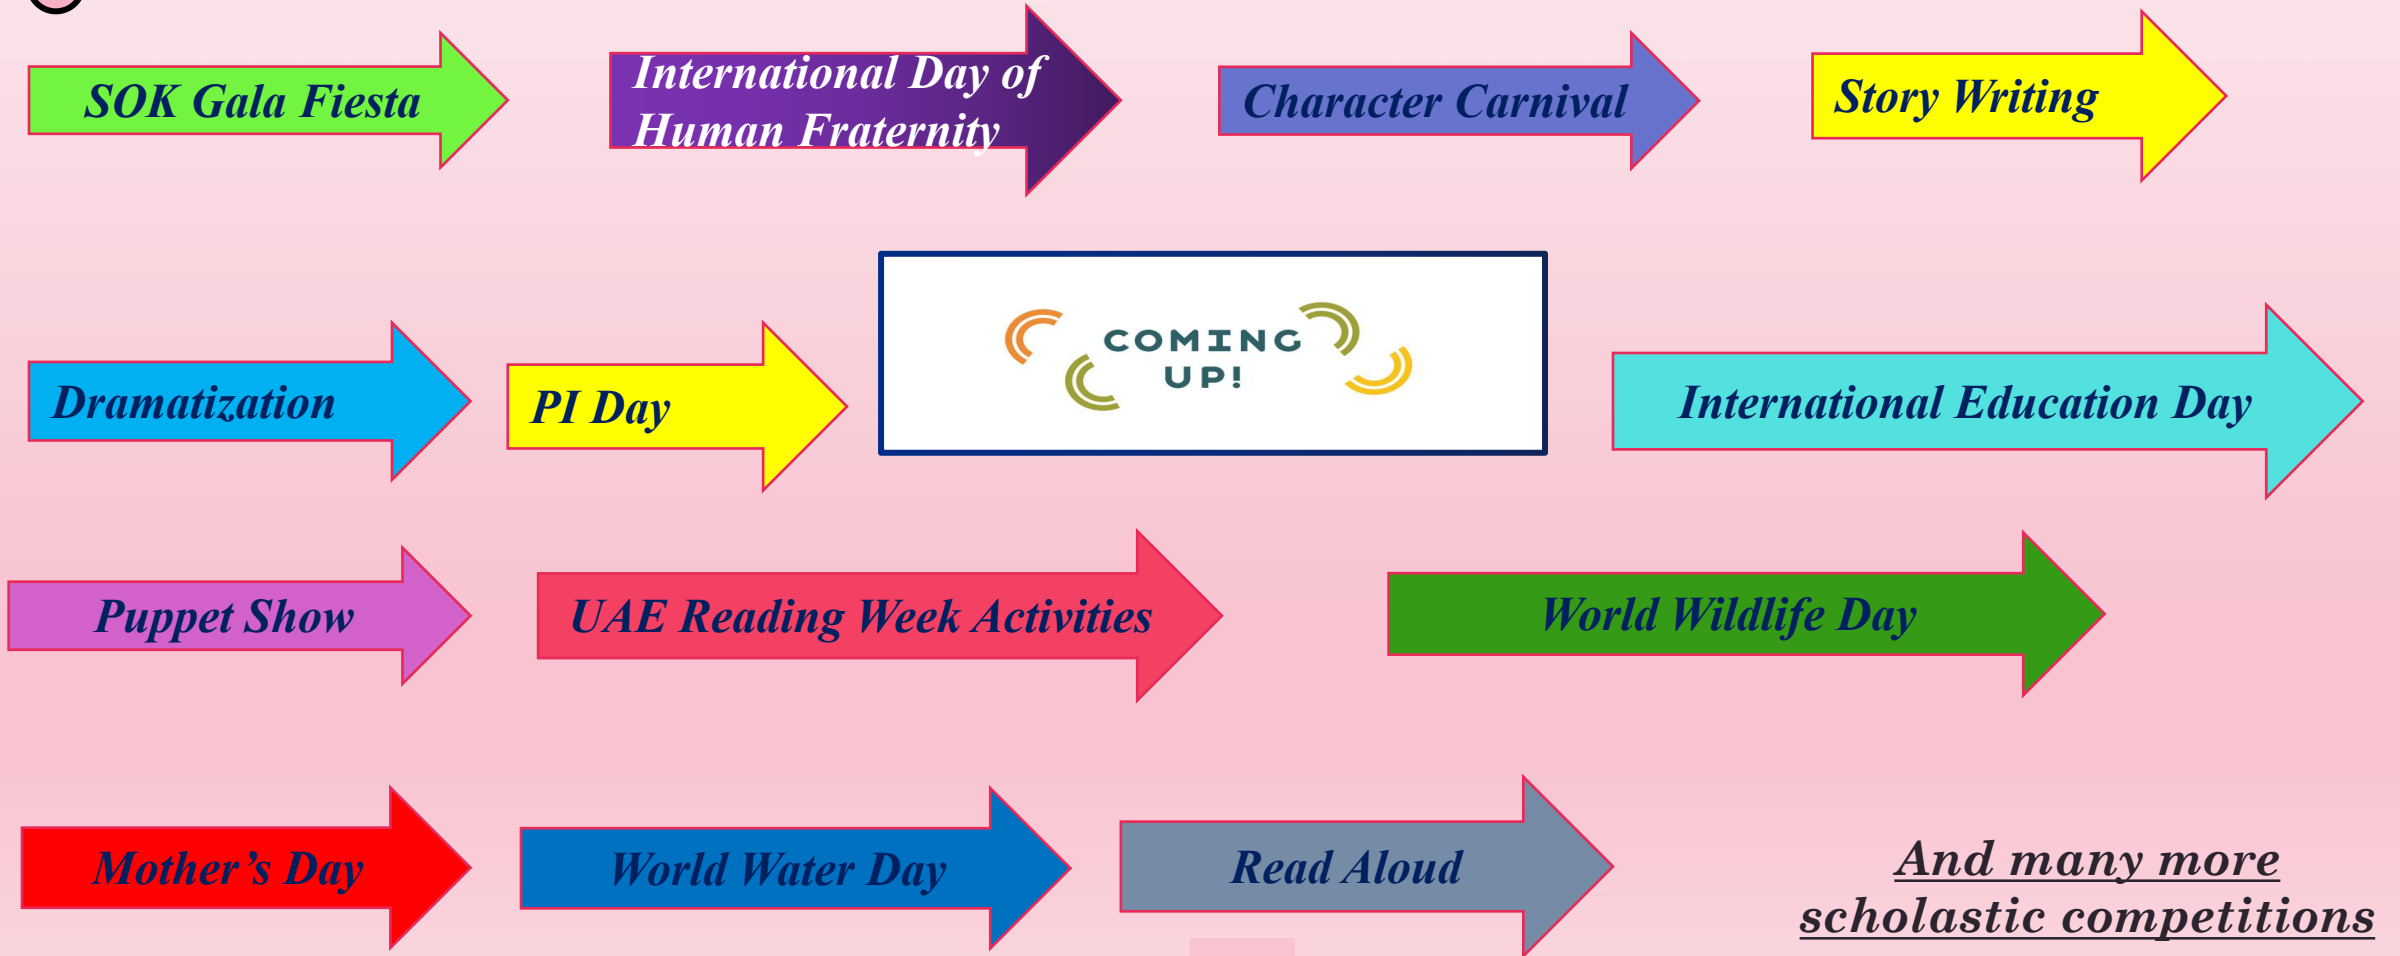 SOK Gala Fiesta
International Day of
Human Fraternity
Character Carnival
Story Writing
Dramatization
PI Day
COMING
UP!
International Education Day
Puppet Show
UAE Reading Week Activities
World Wildlife Day
Mother’s Day
World Water Day
Read Aloud
And many more
scholastic competitions